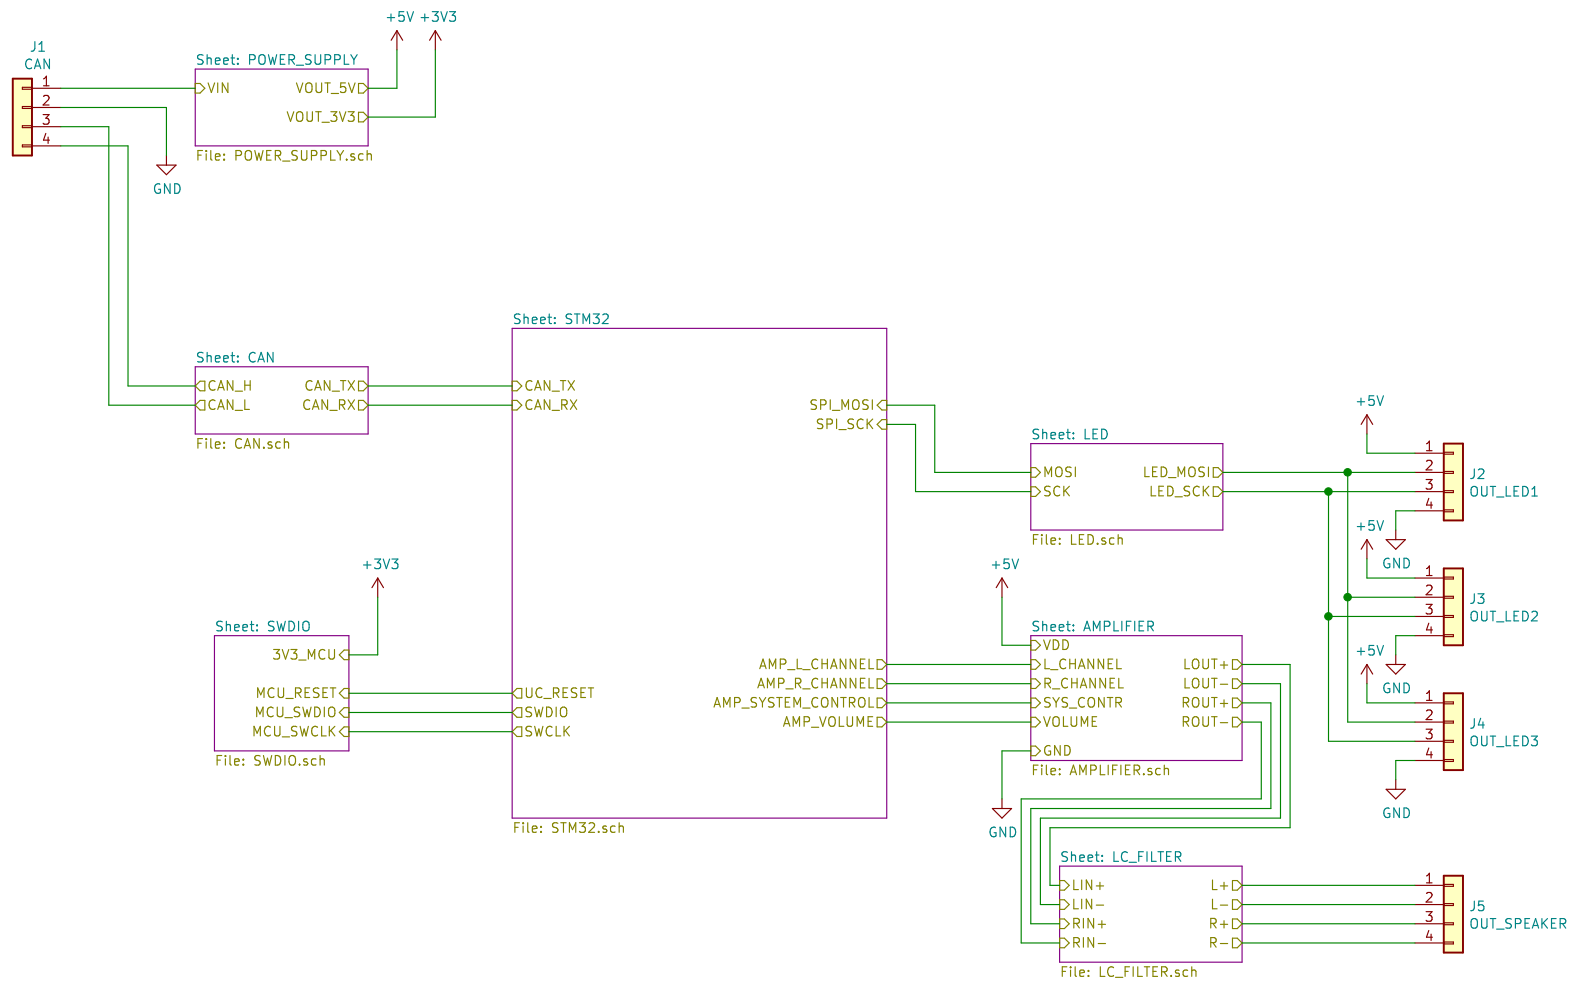 +5V
+3V3
J1
CAN
1
2
3
4
Sheet: POWER_SUPPLY
VIN
VOUT_5V
VOUT_3V3
File: POWER_SUPPLY.sch
GND
Sheet: CAN
CAN_H
CAN_L
CAN_TX
CAN_RX
File: CAN.sch
Sheet: STM32
CAN_TX
CAN_RX
SPI_MOSI
SPI_SCK
UC_RESET
SWDIO
SWCLK
AMP_L_CHANNEL
AMP_R_CHANNEL
AMP_SYSTEM_CONTROL
AMP_VOLUME
File: STM32.sch
+3V3
Sheet: SWDIO
3V3_MCU
MCU_RESET
MCU_SWDIO
MCU_SWCLK
File: SWDIO.sch
Sheet: LED
MOSI
SCK
LED_MOSI
LED_SCK
File: LED.sch
+5V
Sheet: AMPLIFIER
VDD
L_CHANNEL
R_CHANNEL
SYS_CONTR
VOLUME
GND
LOUT+
LOUT-
ROUT+
ROUT-
File: AMPLIFIER.sch
GND
Sheet: LC_FILTER
LIN+
LIN-
RIN+
RIN-
L+
L-
R+
R-
File: LC_FILTER.sch
+5V
1
2
3
4
J2
OUT_LED1
GND
+5V
1
2
3
4
J3
OUT_LED2
GND
+5V
1
2
3
4
J4
OUT_LED3
GND
1
2
3
4
J5
OUT_SPEAKER